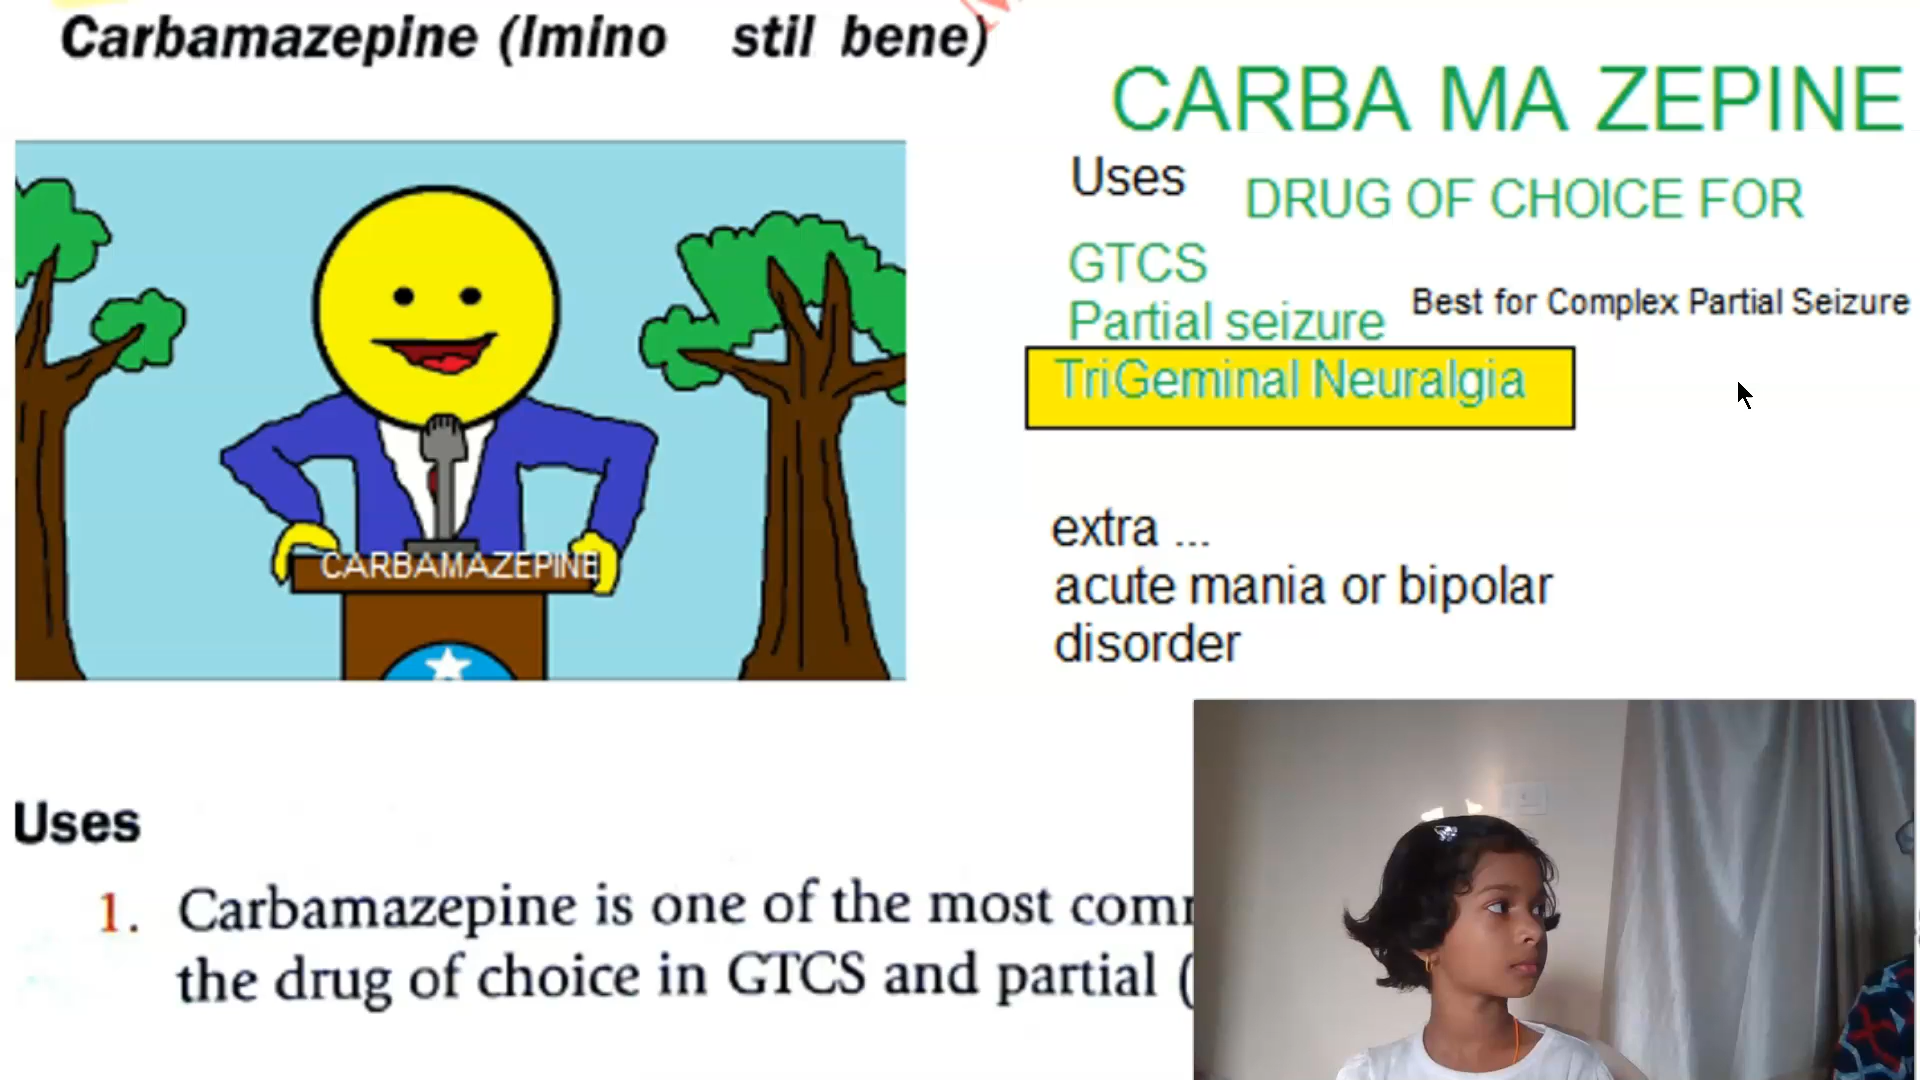 Carbamazepine (Imino stil bene)
CARBA MA ZEPINE
Uses
DRUG OF CHOICE FOR
GTCS
Partial seizure
Best for Complex Partial Seizure
TriGeminal Neuralgia
extra ...
acute mania or bipolar
disorder
CARBAMAZEPINE
Uses
1. Carbamazepine is one of the most
the drug of choice in GTCS and partial (